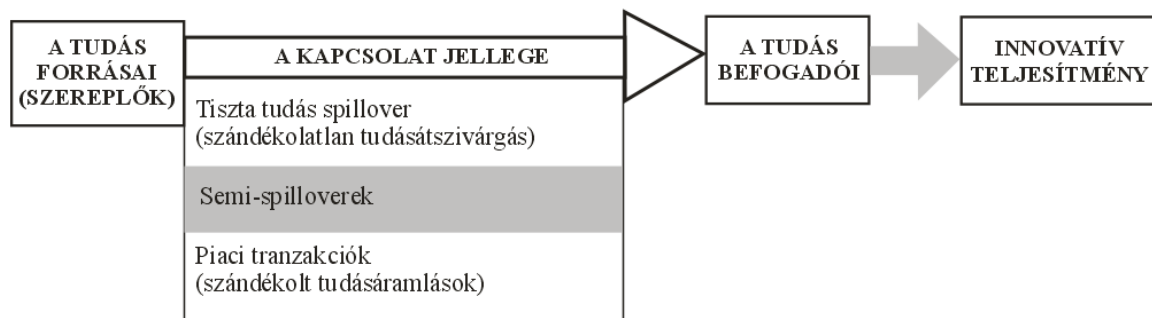 A TUDÁS
FORRÁSAI
(SZEREPLŐK)
A KAPCSOLAT JELLEGE
A TUDÁS
BEFOGADÓI
INNOVATÍV
TELJESÍTMÉNY
Tiszta tudás spillover
(szándékolatlan tudásátszivárgás)
Semi-spilloverek
Piaci tranzakciók
(szándékolt tudásáramlások)